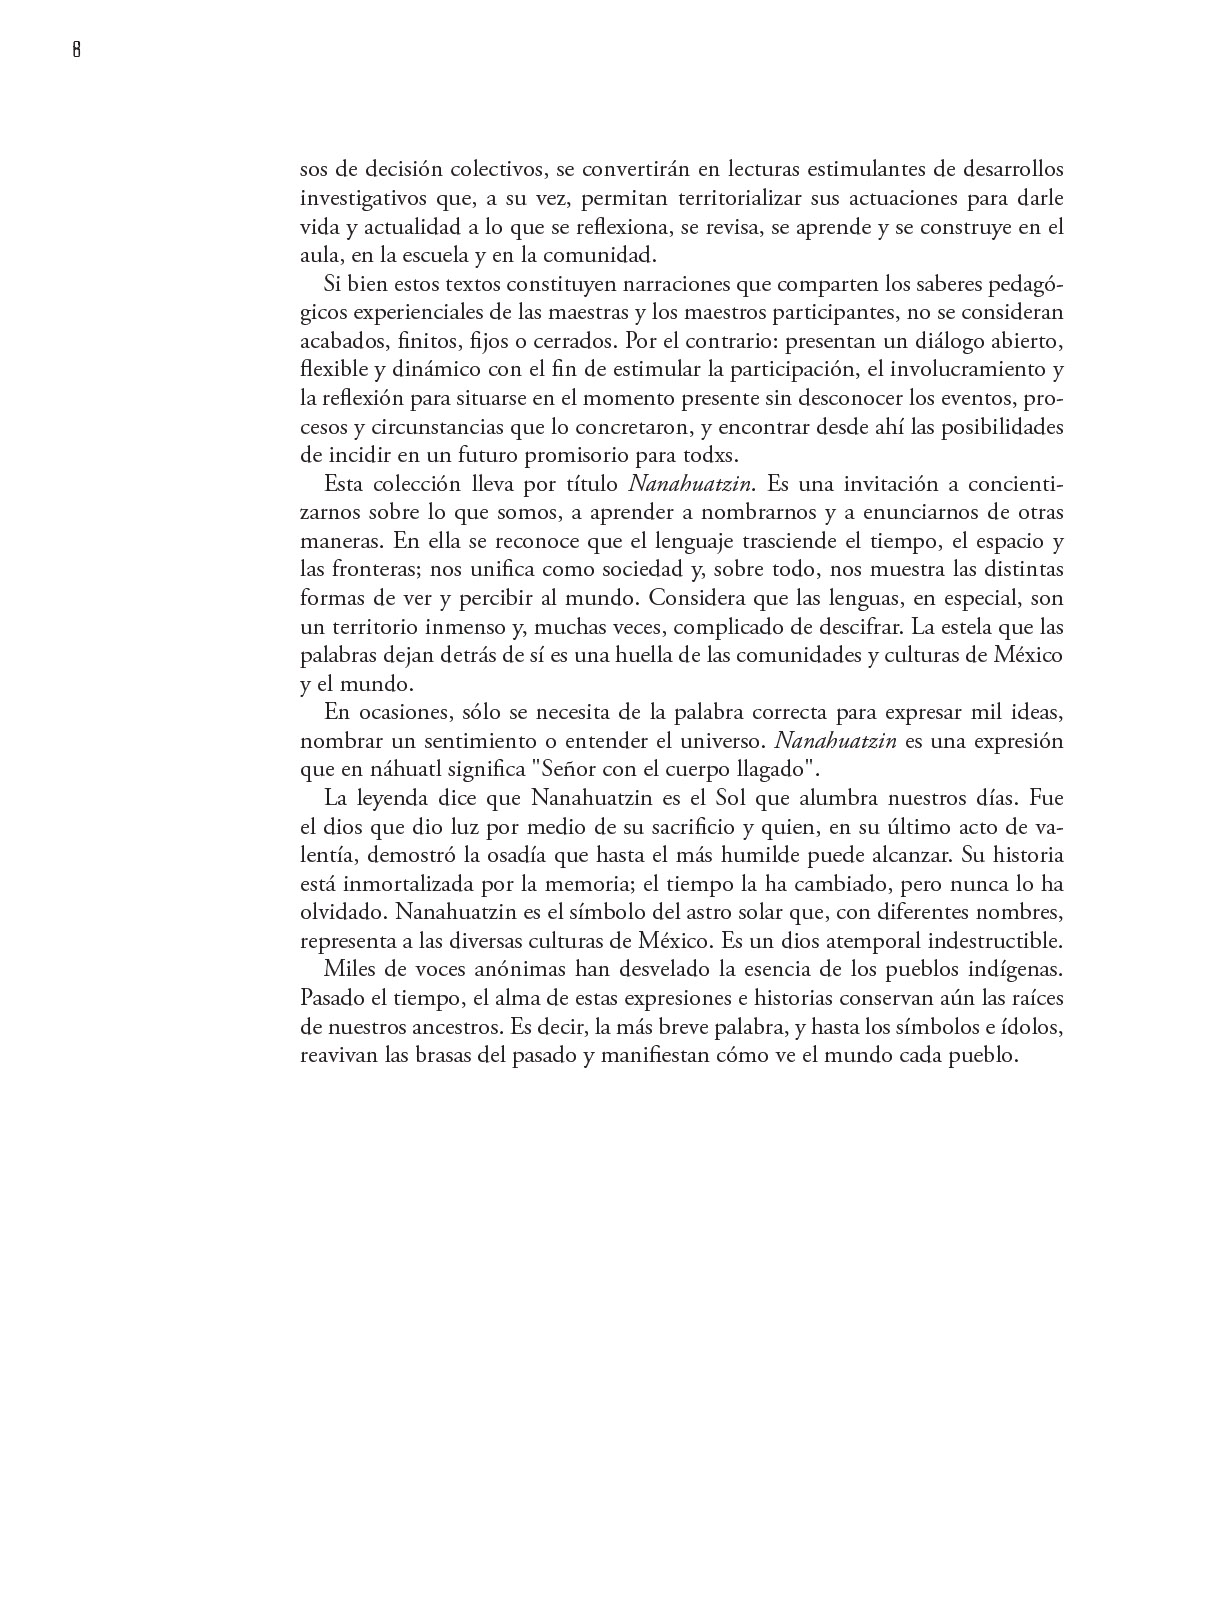 8
sos de decisión colectivos, se convertirán en lecturas estimulantes de desarrollos
investigativos que, a su vez, permitan territorializar sus actuaciones para darle
vida y actualidad a lo que se reflexiona, se revisa, se aprende y se construye en el
aula, en la escuela y en la comunidad.
Si bien estos textos constituyen narraciones que comparten los saberes pedagó-
gicos experienciales de las maestras y los maestros participantes, no se consideran
acabados, finitos, fijos o cerrados. Por el contrario: presentan un diálogo abierto,
flexible y dinámico con el fin de estimular la participación, el involucramiento y
la reflexión para situarse en el momento presente sin desconocer los eventos, pro-
cesos y circunstancias que lo concretaron, y encontrar desde ahí las posibilidades
de incidir en un futuro promisorio para todxs.
Esta colección lleva por título Nanahuatzin. Es una invitación a concienti-
zarnos sobre lo que somos, a aprender a nombrarnos y a enunciarnos de otras
maneras. En ella se reconoce que el lenguaje trasciende el tiempo, el espacio y
las fronteras; nos unifica como sociedad y, sobre todo, nos muestra las distintas
formas de ver y percibir al mundo. Considera que las lenguas, en especial, son
un territorio inmenso y, muchas veces, complicado de descifrar. La estela que las
palabras dejan detrás de sí es una huella de las comunidades y culturas de México
y el mundo.
En ocasiones, sólo se necesita de la palabra correcta para expresar mil ideas,
nombrar un sentimiento o entender el universo. Nanahuatzin es una expresión
que en náhuatl significa "Señor con el cuerpo llagado".
La leyenda dice que Nanahuatzin es el Sol que alumbra nuestros días. Fue
el dios que dio luz por medio de su sacrificio y quien, en su último acto de va-
lentía, demostró la osadía que hasta el más humilde puede alcanzar. Su historia
está inmortalizada por la memoria; el tiempo la ha cambiado, pero nunca lo ha
olvidado. Nanahuatzin es el símbolo del astro solar que, con diferentes nombres,
representa a las diversas culturas de México. Es un dios atemporal indestructible.
Miles de voces anónimas han desvelado la esencia de los pueblos indígenas.
Pasado el tiempo, el alma de estas expresiones e historias conservan aún las raíces
de nuestros ancestros. Es decir, la más breve palabra, y hasta los símbolos e ídolos,
reavivan las brasas del pasado y manifiestan cómo ve el mundo cada pueblo.